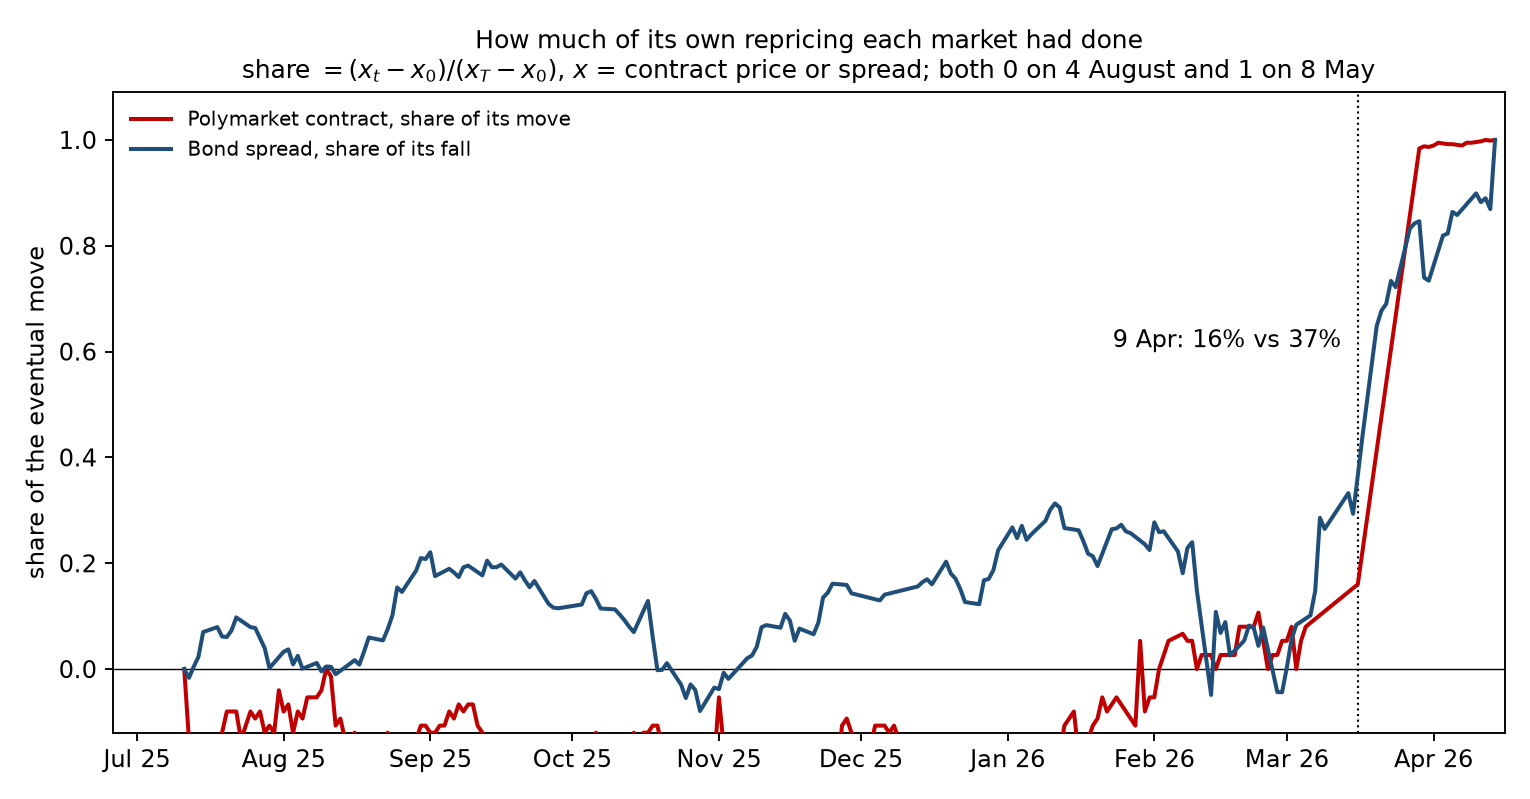 How much of its own repricing each market had done
share = (x_t − x_0)/(x_T − x_0), x = contract price or spread; both 0 on 4 August and 1 on 8 May
Polymarket contract, share of its move
Bond spread, share of its fall
share of the eventual move
1.0
0.8
0.6
0.4
0.2
0.0
9 Apr: 16% vs 37%
Jul 25 Aug 25 Sep 25 Oct 25 Nov 25 Dec 25 Jan 26 Feb 26 Mar 26 Apr 26